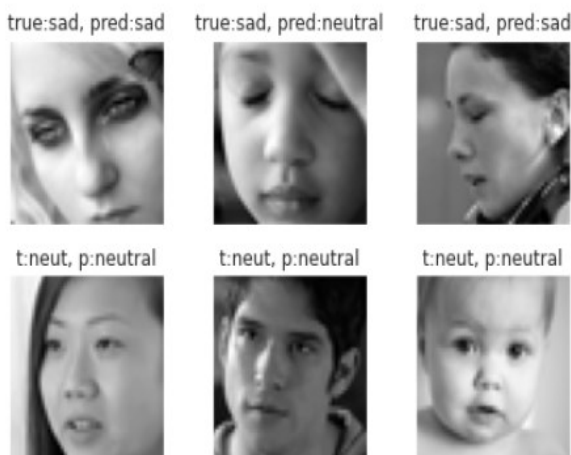 true:sad, pred:sad
true:sad, pred:neutral
true:sad, pred:sad
t:neut, p:neutral
t:neut, p:neutral
t:neut, p:neutral